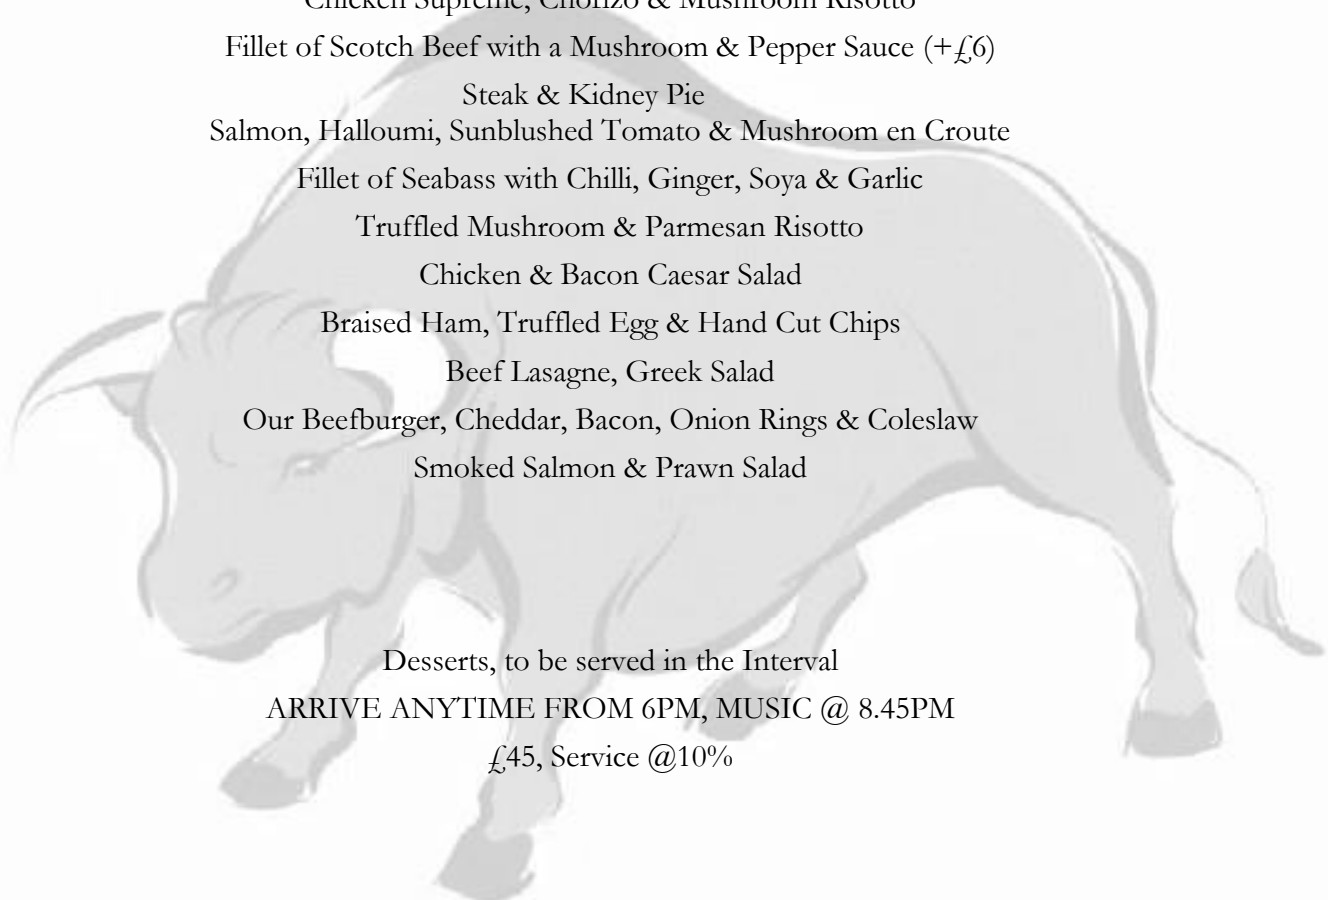 Chicken Supreme, Chorizo & Mushroom Risotto
Fillet of Scotch Beef with a Mushroom & Pepper Sauce (+£6)
Steak & Kidney Pie
Salmon, Halloumi, Sunblushed Tomato & Mushroom en Croute
Fillet of Seabass with Chilli, Ginger, Soya & Garlic
Truffled Mushroom & Parmesan Risotto
Chicken & Bacon Caesar Salad
Braised Ham, Truffled Egg & Hand Cut Chips
Beef Lasagne, Greek Salad
Our Beefburger, Cheddar, Bacon, Onion Rings & Coleslaw
Smoked Salmon & Prawn Salad
Desserts, to be served in the Interval
ARRIVE ANYTIME FROM 6PM, MUSIC @ 8.45PM
£45, Service @10%